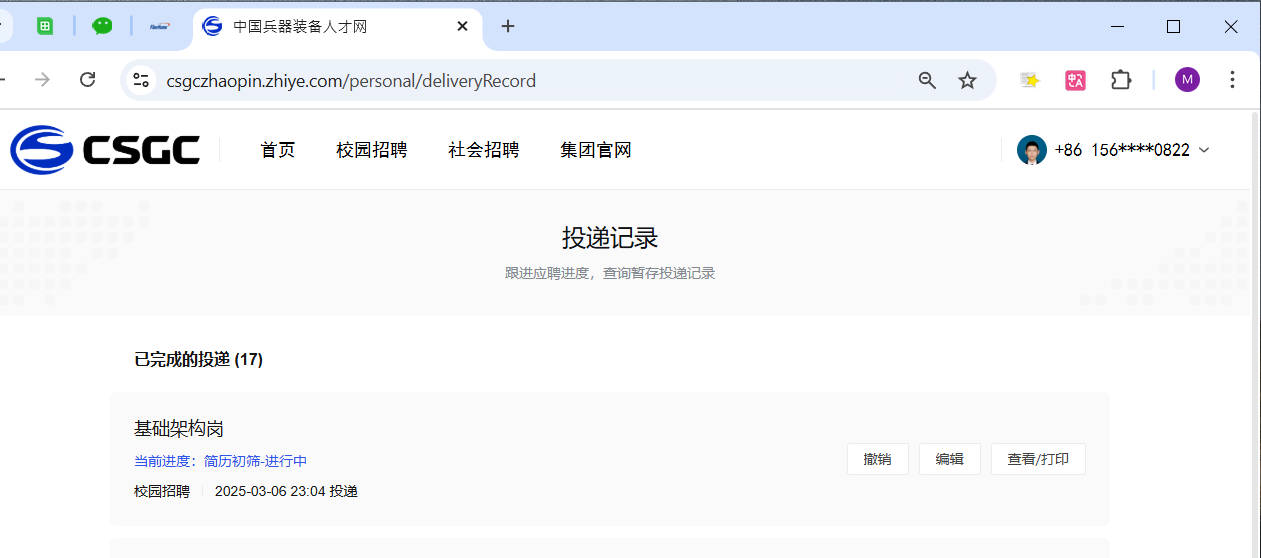 中国兵器装备人才网
csgczhaopin.zhiye.com/personal/deliveryRecord
M
CSGC 首页 校园招聘 社会招聘 集团官网 +86 156****0822
投递记录
跟进应聘进度，查询暂存投递记录
已完成的投递 (17)
基础架构岗
当前进度：简历初筛-进行中
撤销 编辑 查看/打印
校园招聘 2025-03-06 23:04 投递